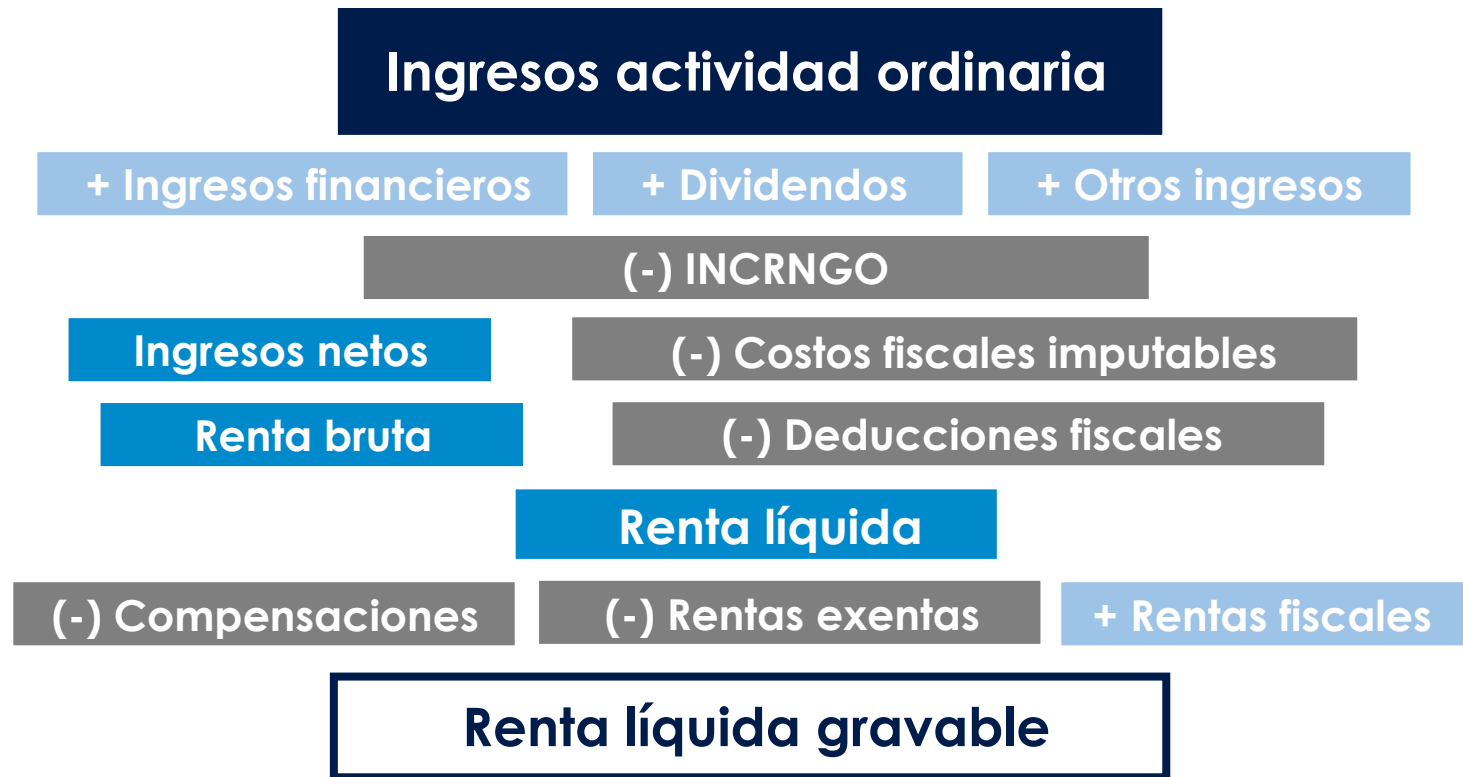 Ingresos actividad ordinaria
+ Ingresos financieros
+ Dividendos
+ Otros ingresos
(-) INCRNGO
Ingresos netos
(-) Costos fiscales imputables
Renta bruta
(-) Deducciones fiscales
Renta líquida
(-) Compensaciones
(-) Rentas exentas
+ Rentas fiscales
Renta líquida gravable